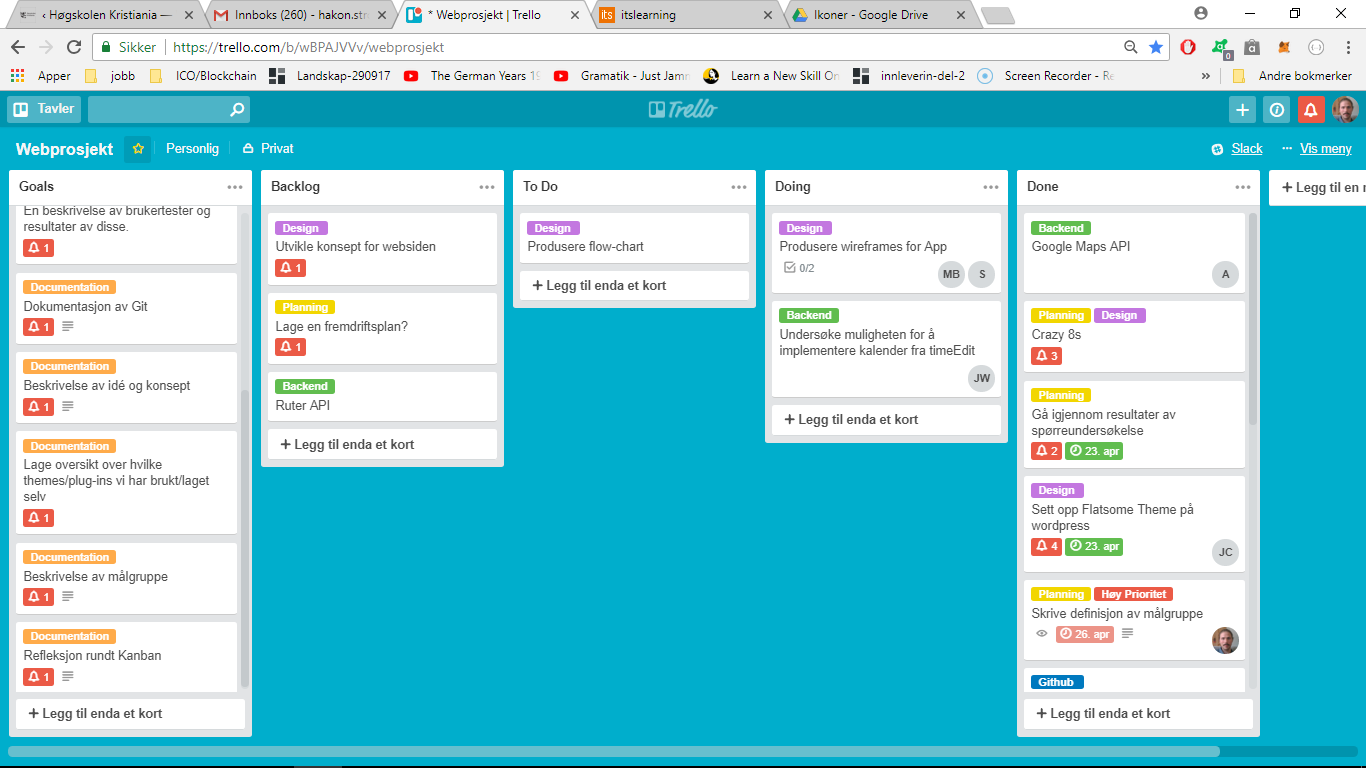 ‹ Høgskolen Kristiania —
Innboks (260) - hakon.str
* Webprosjekt | Trello
its
itslearning
Ikoner - Google Drive
Sikker
https://trello.com/b/wBPAJVVv/webprosjekt
0
a
Apper
jobb
ICO/Blockchain
Landskap-290917
The German Years 19
Gramatik - Just Jamm
Learn a New Skill On
innleverin-del-2
Screen Recorder - Re
»
Andre bokmerker
Tavler
Trello
Webprosjekt
Personlig
Privat
Slack
Vis meny
Goals
En beskrivelse av brukertester og
resultater av disse.
1
Documentation
Dokumentasjon av Git
1
Documentation
Beskrivelse av idé og konsept
1
Documentation
Lage oversikt over hvilke
themes/plug-ins vi har brukt/laget
selv
1
Documentation
Beskrivelse av målgruppe
1
Documentation
Refleksjon rundt Kanban
1
+ Legg til enda et kort
Backlog
Design
Utvikle konsept for websiden
1
Planning
Lage en fremdriftsplan?
1
Backend
Ruter API
+ Legg til enda et kort
To Do
Design
Produsere flow-chart
+ Legg til enda et kort
Doing
Design
Produsere wireframes for App
0/2
MB S
Backend
Undersøke muligheten for å
implementere kalender fra timeEdit
JW
+ Legg til enda et kort
Done
Backend
Google Maps API
A
Planning Design
Crazy 8s
3
Planning
Gå igjennom resultater av
spørreundersøkelse
2 23. apr
Design
Sett opp Flatsome Theme på
wordpress
4 23. apr
JC
Planning Høy Prioritet
Skrive definisjon av målgruppe
26. apr
Github
+ Legg til enda et kort
+ Legg til en n